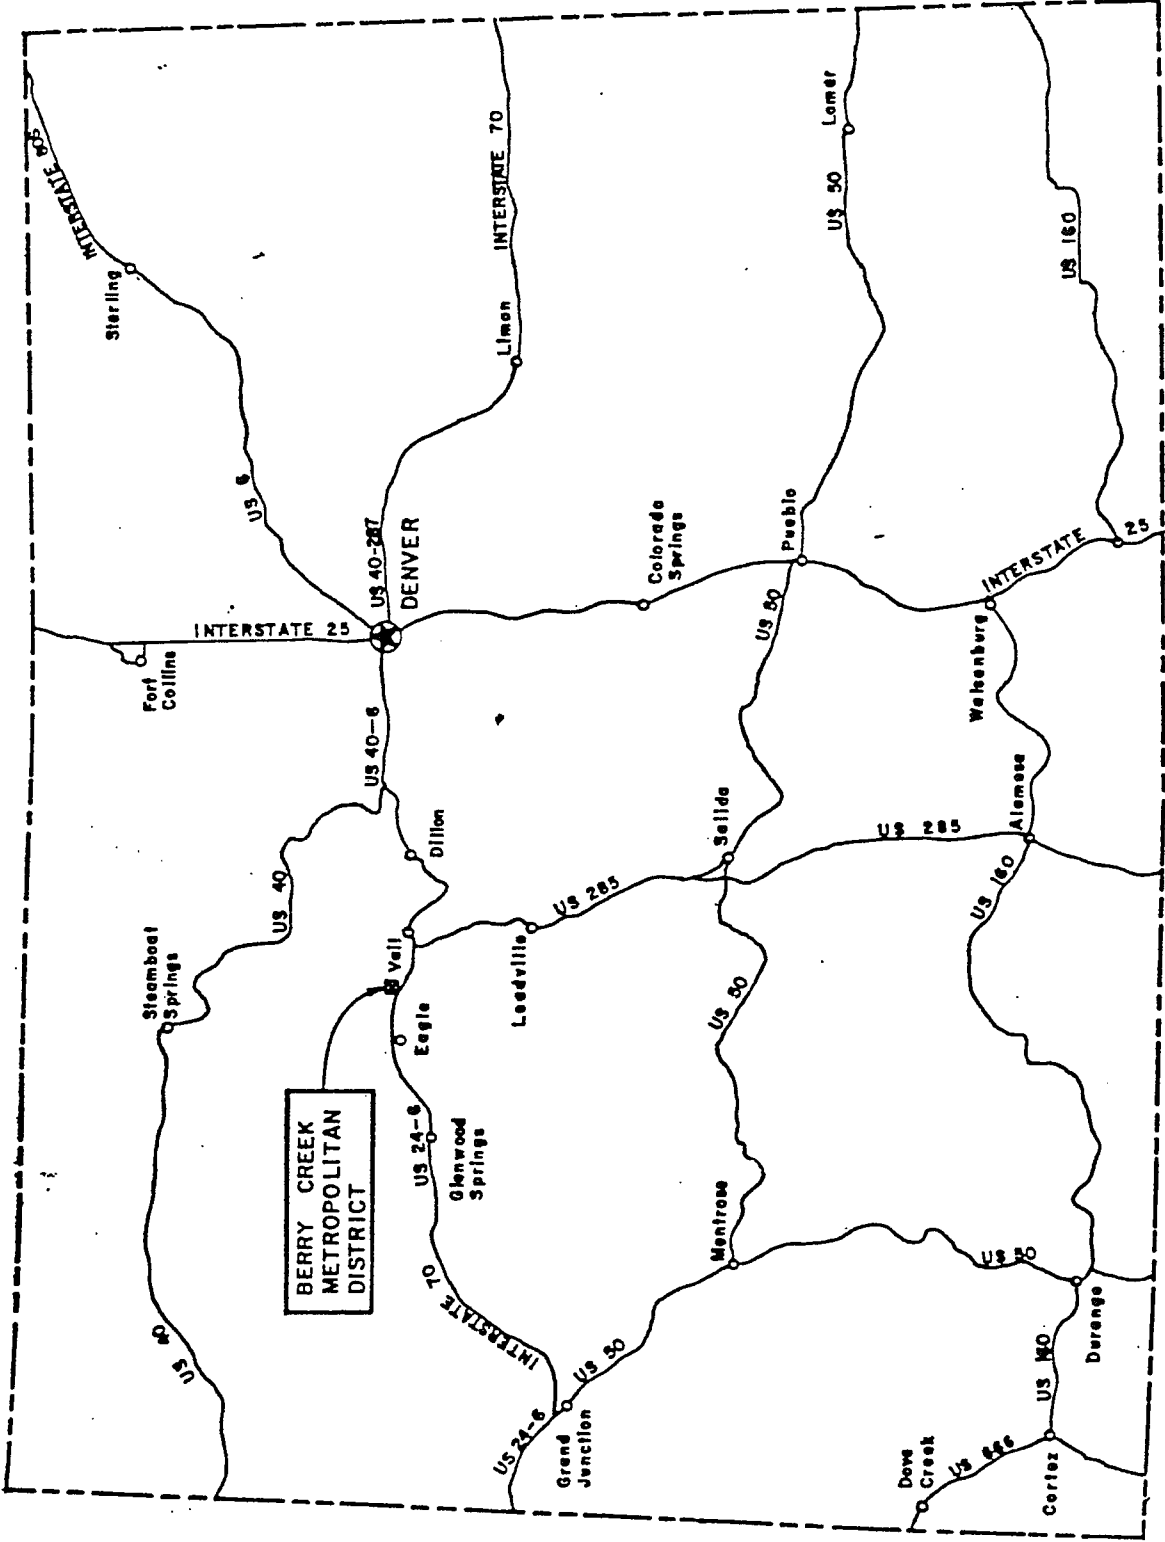 INTERSTATE 80S
Sterling
Steamboat
Springs
Fort
Collins
US 40
US 40
US 6
INTERSTATE 25
BERRY CREEK
METROPOLITAN
DISTRICT
US 40-6
US 40-287
DENVER
Vail
Eagle
Dillon
US 24-6
Glenwood
Springs
INTERSTATE 70
INTERSTATE 70
Limon
US 24-6
Grand
Junction
Leadville
US 285
US 50
Colorado
Springs
Montrose
US 50
Salida
US 50
Pueblo
US 50
Lamar
Dove
Creek
US 666
US 285
US 50
US 160
Walsenburg
INTERSTATE 25
Alamosa
US 160
Cortez
US 160
Durango